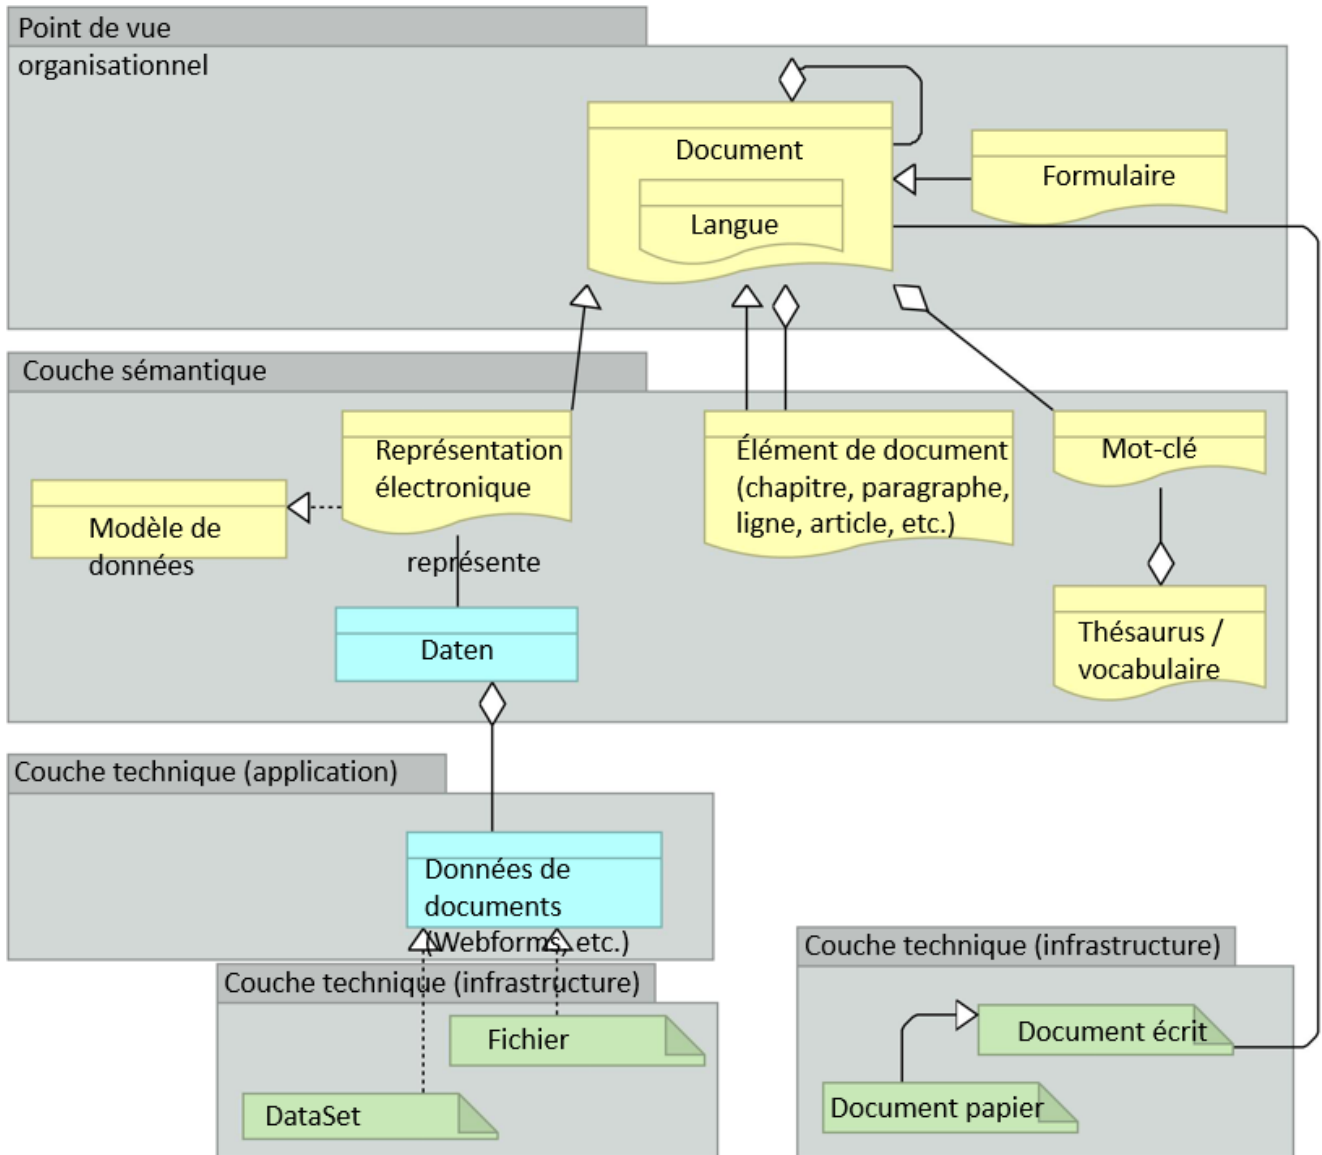 Point de vue
organisationnel
Document
Formulaire
Langue
Couche sémantique
Représentation
électronique
Élément de document
(chapitre, paragraphe,
ligne, article, etc.)
Mot-clé
Modèle de
données
représente
Daten
Thésaurus /
vocabulaire
Couche technique (application)
Données de
documents
(Webforms, etc.)
Couche technique (infrastructure)
Fichier
DataSet
Couche technique (infrastructure)
Document écrit
Document papier